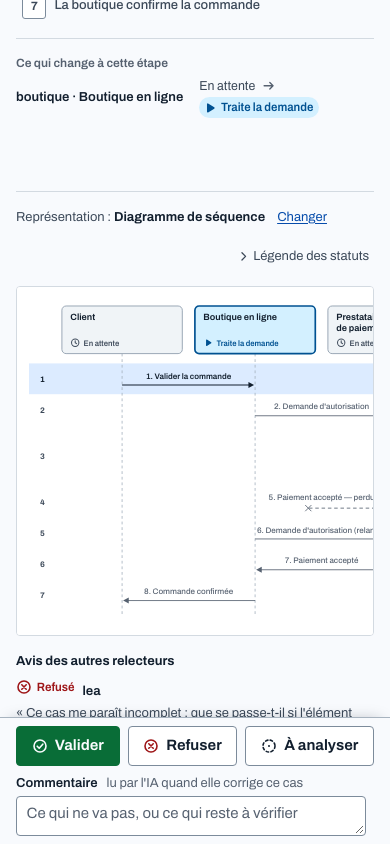 7 La boutique confirme la commande
Ce qui change à cette étape
boutique · Boutique en ligne
En attente →
Traite la demande
Représentation : Diagramme de séquence Changer
Légende des statuts
Client
En attente
Boutique en ligne
Traite la demande
Presta
de paiem
En atte
1 1. Valider la commande
2 2. Demande d'autorisation
3
4 5. Paiement accepté — perdu
5 6. Demande d'autorisation (relan
6 7. Paiement accepté
7 8. Commande confirmée
Avis des autres relecteurs
Refusé lea
« Ce cas me paraît incomplet : que se passe-t-il si l'élément
Valider
Refuser
À analyser
Commentaire lu par l'IA quand elle corrige ce cas
Ce qui ne va pas, ou ce qui reste à vérifier